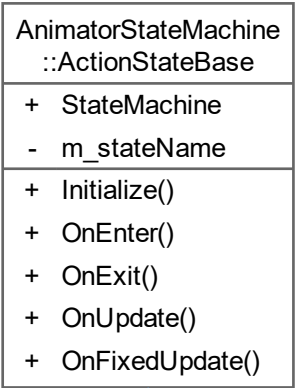 AnimatorStateMachine
::ActionStateBase
+ StateMachine
- m_stateName
+ Initialize()
+ OnEnter()
+ OnExit()
+ OnUpdate()
+ OnFixedUpdate()